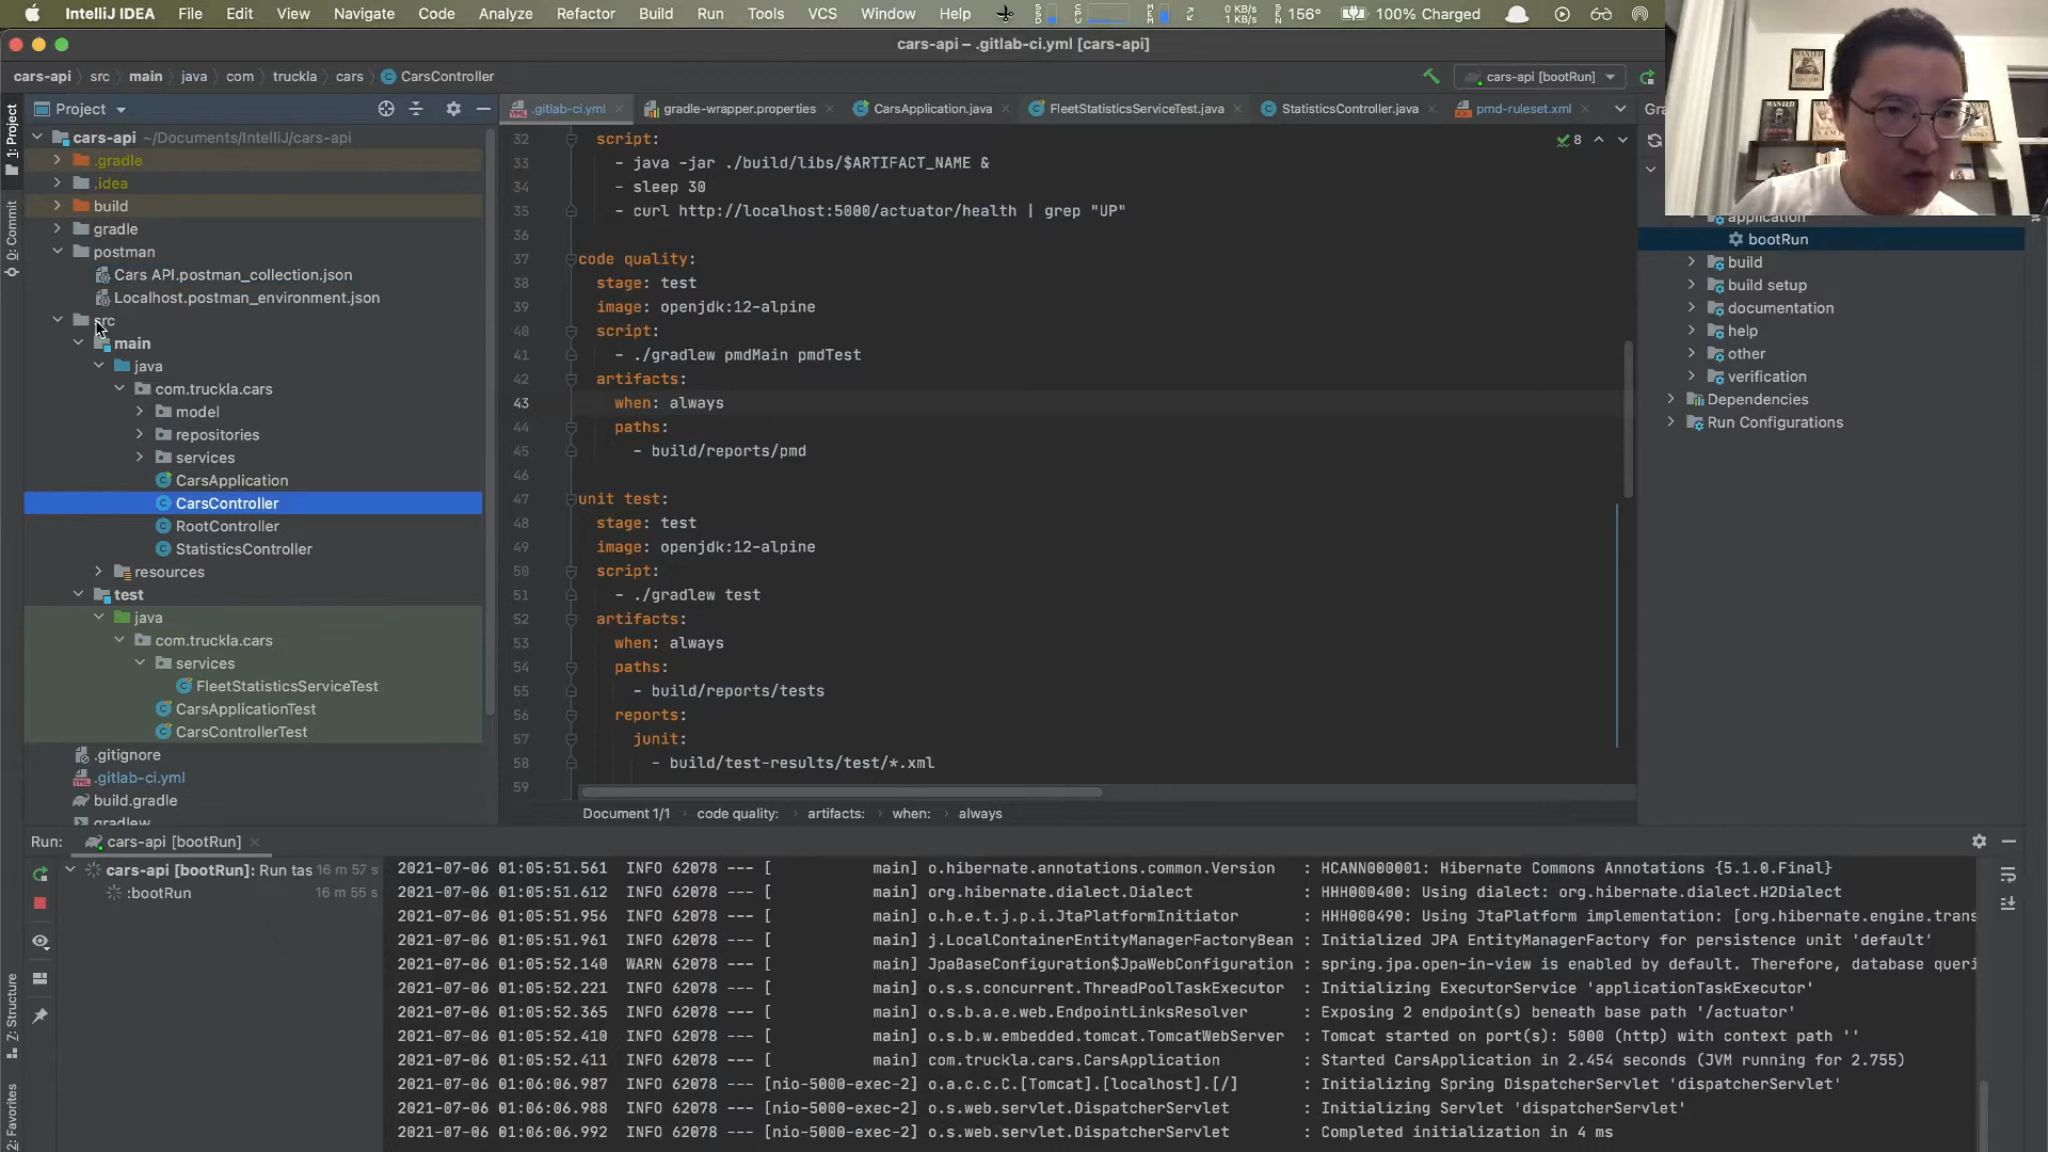 IntelliJ IDEA File Edit View Navigate Code Analyze Refactor Build Run Tools VCS Window Help 0 KB/s 1 KB/s 156° 100% Charged
cars-api – .gitlab-ci.yml [cars-api]
cars-api src main java com truckla cars CarsController cars-api [bootRun]
Project .gitlab-ci.yml gradle-wrapper.properties CarsApplication.java FleetStatisticsServiceTest.java StatisticsController.java pmd-ruleset.xml Gra
1: Project
0: Commit
7: Structure
2: Favorites
cars-api ~/Documents/IntelliJ/cars-api
.gradle
.idea
build
gradle
postman
Cars API.postman_collection.json
Localhost.postman_environment.json
src
main
java
com.truckla.cars
model
repositories
services
CarsApplication
CarsController
RootController
StatisticsController
resources
test
java
com.truckla.cars
services
FleetStatisticsServiceTest
CarsApplicationTest
CarsControllerTest
.gitignore
.gitlab-ci.yml
build.gradle
gradlew
8
32 script:
33 - java -jar ./build/libs/$ARTIFACT_NAME &
34 - sleep 30
35 - curl http://localhost:5000/actuator/health | grep "UP"
36
37 code quality:
38 stage: test
39 image: openjdk:12-alpine
40 script:
41 - ./gradlew pmdMain pmdTest
42 artifacts:
43 when: always
44 paths:
45 - build/reports/pmd
46
47 unit test:
48 stage: test
49 image: openjdk:12-alpine
50 script:
51 - ./gradlew test
52 artifacts:
53 when: always
54 paths:
55 - build/reports/tests
56 reports:
57 junit:
58 - build/test-results/test/*.xml
59
Document 1/1 code quality: artifacts: when: always
application
bootRun
build
build setup
documentation
help
other
verification
Dependencies
Run Configurations
WANTED
Run: cars-api [bootRun]
cars-api [bootRun]: Run tas 16 m 57 s
:bootRun 16 m 55 s
2021-07-06 01:05:51.561 INFO 62078 --- [ main] o.hibernate.annotations.common.Version : HCANN000001: Hibernate Commons Annotations {5.1.0.Final}
2021-07-06 01:05:51.612 INFO 62078 --- [ main] org.hibernate.dialect.Dialect : HHH000400: Using dialect: org.hibernate.dialect.H2Dialect
2021-07-06 01:05:51.956 INFO 62078 --- [ main] o.h.e.t.j.p.i.JtaPlatformInitiator : HHH000490: Using JtaPlatform implementation: [org.hibernate.engine.trans
2021-07-06 01:05:51.961 INFO 62078 --- [ main] j.LocalContainerEntityManagerFactoryBean : Initialized JPA EntityManagerFactory for persistence unit 'default'
2021-07-06 01:05:52.140 WARN 62078 --- [ main] JpaBaseConfiguration$JpaWebConfiguration : spring.jpa.open-in-view is enabled by default. Therefore, database queri
2021-07-06 01:05:52.221 INFO 62078 --- [ main] o.s.s.concurrent.ThreadPoolTaskExecutor : Initializing ExecutorService 'applicationTaskExecutor'
2021-07-06 01:05:52.365 INFO 62078 --- [ main] o.s.b.a.e.web.EndpointLinksResolver : Exposing 2 endpoint(s) beneath base path '/actuator'
2021-07-06 01:05:52.410 INFO 62078 --- [ main] o.s.b.w.embedded.tomcat.TomcatWebServer : Tomcat started on port(s): 5000 (http) with context path ''
2021-07-06 01:05:52.411 INFO 62078 --- [ main] com.truckla.cars.CarsApplication : Started CarsApplication in 2.454 seconds (JVM running for 2.755)
2021-07-06 01:06:06.987 INFO 62078 --- [nio-5000-exec-2] o.a.c.c.C.[Tomcat].[localhost].[/] : Initializing Spring DispatcherServlet 'dispatcherServlet'
2021-07-06 01:06:06.988 INFO 62078 --- [nio-5000-exec-2] o.s.web.servlet.DispatcherServlet : Initializing Servlet 'dispatcherServlet'
2021-07-06 01:06:06.992 INFO 62078 --- [nio-5000-exec-2] o.s.web.servlet.DispatcherServlet : Completed initialization in 4 ms